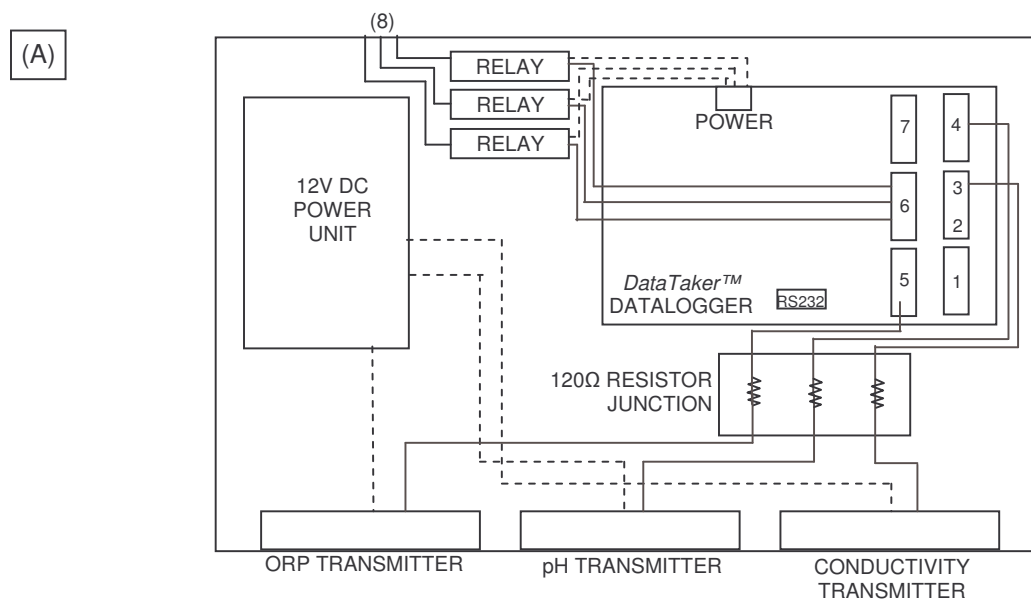 (8)
(A)
RELAY
RELAY
RELAY
POWER
7
4
12V DC
POWER
UNIT
6
3
2
DataTaker™
DATALOGGER
RS232
5
1
120Ω RESISTOR
JUNCTION
ORP TRANSMITTER
pH TRANSMITTER
CONDUCTIVITY
TRANSMITTER